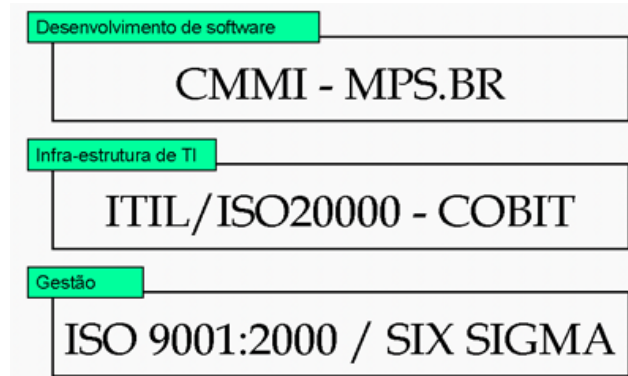 Desenvolvimento de software
CMMI - MPS.BR
Infra-estrutura de TI
ITIL/ISO20000 - COBIT
Gestão
ISO 9001:2000 / SIX SIGMA